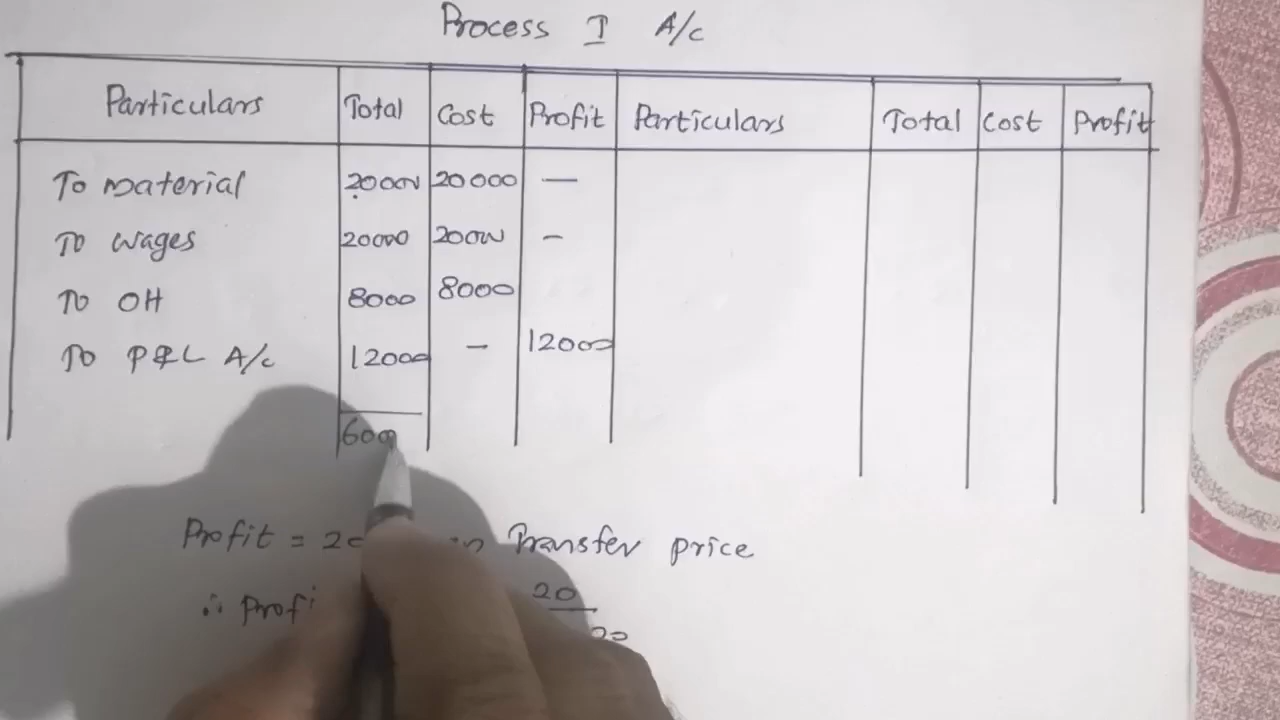 Process I A/c
Particulars Total Cost Profit Particulars Total Cost Profit
To material 20000 20000 —
To wages 20000 20000 —
To OH 8000 8000
To P&L A/c 12000 — 12000
600
Profit = Transfer price
∴ 20